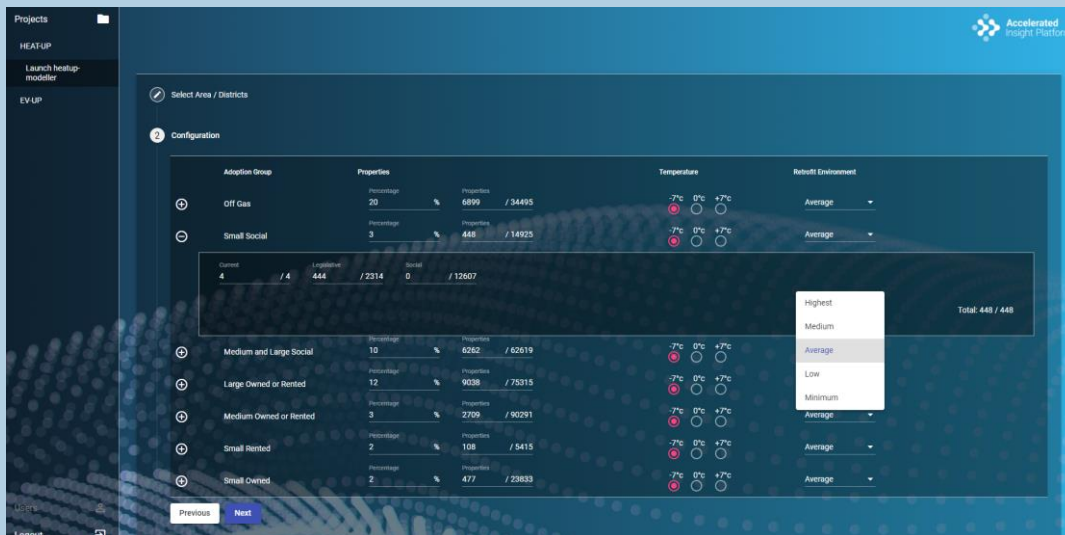 Projects
HEAT-UP
Launch heatup-
modeller
EV-UP
Accelerated
Insight Platform
Select Area / Districts
2 Configuration
Adoption Group Properties Temperature Retrofit Environment
Percentage Properties -7°c 0°c +7°c
Off Gas 20 % 6899 / 34495 Average
Percentage Properties -7°c 0°c +7°c
Small Social 3 % 448 / 14925 Average
Current Legislative Social
4 / 4 444 / 2314 0 / 12607
Total: 448 / 448
Highest
Medium
Average
Low
Minimum
Percentage Properties -7°c 0°c +7°c
Medium and Large Social 10 % 6262 / 62619
Percentage Properties -7°c 0°c +7°c
Large Owned or Rented 12 % 9038 / 75315
Percentage Properties -7°c 0°c +7°c
Medium Owned or Rented 3 % 2709 / 90291 Average
Percentage Properties -7°c 0°c +7°c
Small Rented 2 % 108 / 5415 Average
Percentage Properties -7°c 0°c +7°c
Small Owned 2 % 477 / 23833 Average
Previous Next
Users
Logout